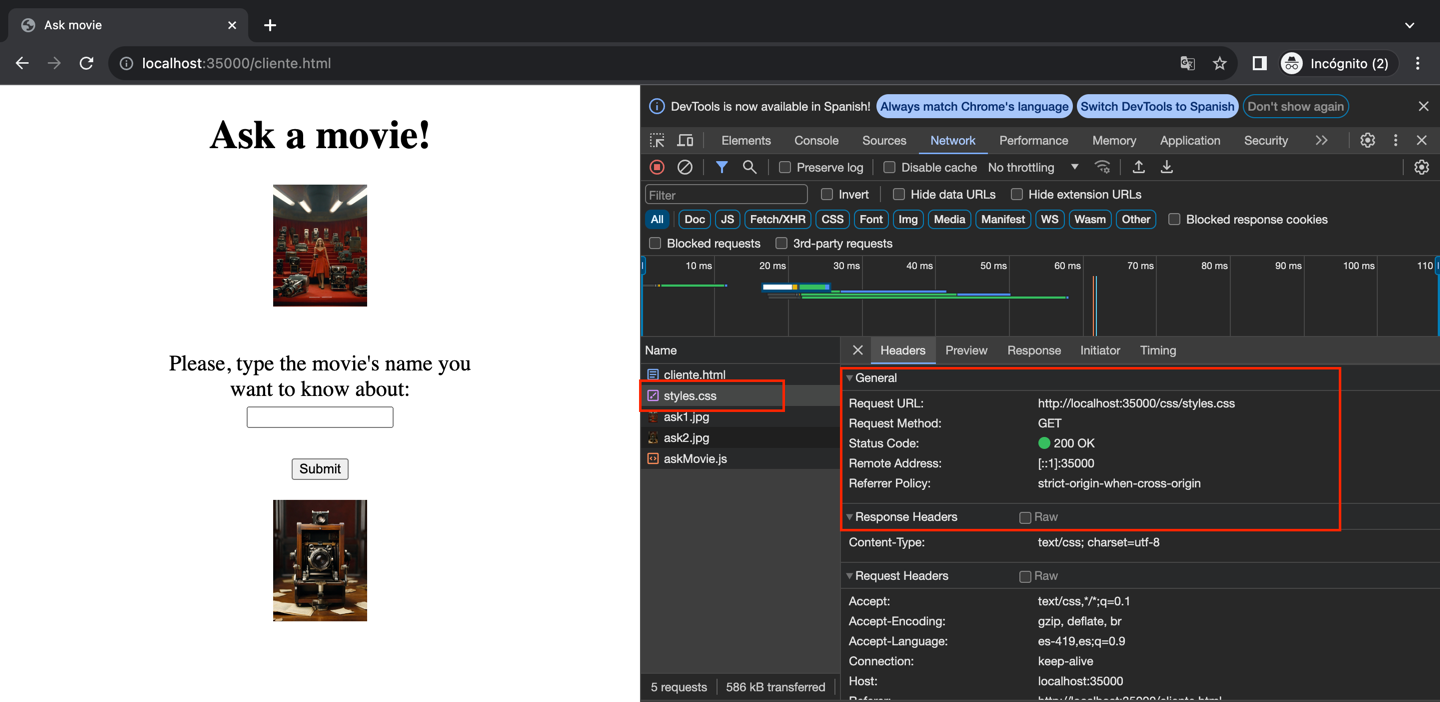 Ask movie
localhost:35000/cliente.html
Incógnito (2)
Ask a movie!
Please, type the movie's name you
want to know about:
Submit
DevTools is now available in Spanish! Always match Chrome's language Switch DevTools to Spanish Don't show again
Elements Console Sources Network Performance Memory Application Security
Preserve log Disable cache No throttling
Filter Invert Hide data URLs Hide extension URLs
All Doc JS Fetch/XHR CSS Font Img Media Manifest WS Wasm Other Blocked response cookies
Blocked requests 3rd-party requests
10 ms 20 ms 30 ms 40 ms 50 ms 60 ms 70 ms 80 ms 90 ms 100 ms 110
Name
cliente.html
styles.css
ask1.jpg
ask2.jpg
askMovie.js
5 requests 586 kB transferred
Headers Preview Response Initiator Timing
General
Request URL: http://localhost:35000/css/styles.css
Request Method: GET
Status Code: 200 OK
Remote Address: [::1]:35000
Referrer Policy: strict-origin-when-cross-origin
Response Headers Raw
Content-Type: text/css; charset=utf-8
Request Headers Raw
Accept: text/css,*/*;q=0.1
Accept-Encoding: gzip, deflate, br
Accept-Language: es-419,es;q=0.9
Connection: keep-alive
Host: localhost:35000
Referer: http://localhost:35000/cliente.html